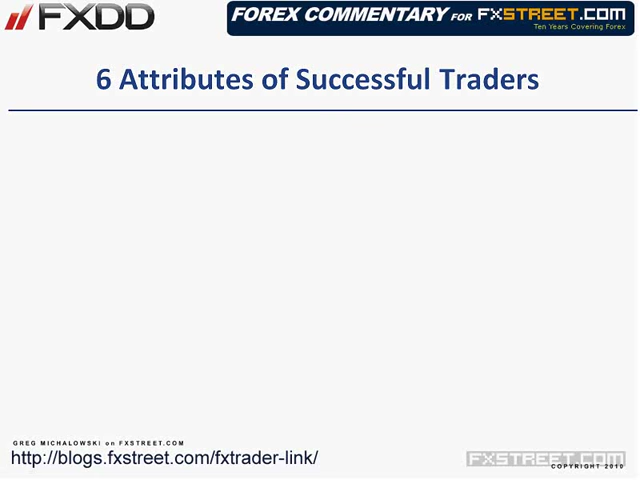 FXDD
FOREX COMMENTARY FOR FXSTREET.COM
Ten Years Covering Forex
6 Attributes of Successful Traders
GREG MICHALOWSKI on FXSTREET.COM
http://blogs.fxstreet.com/fxtrader-link/
FXSTREET.COM
COPYRIGHT 2010